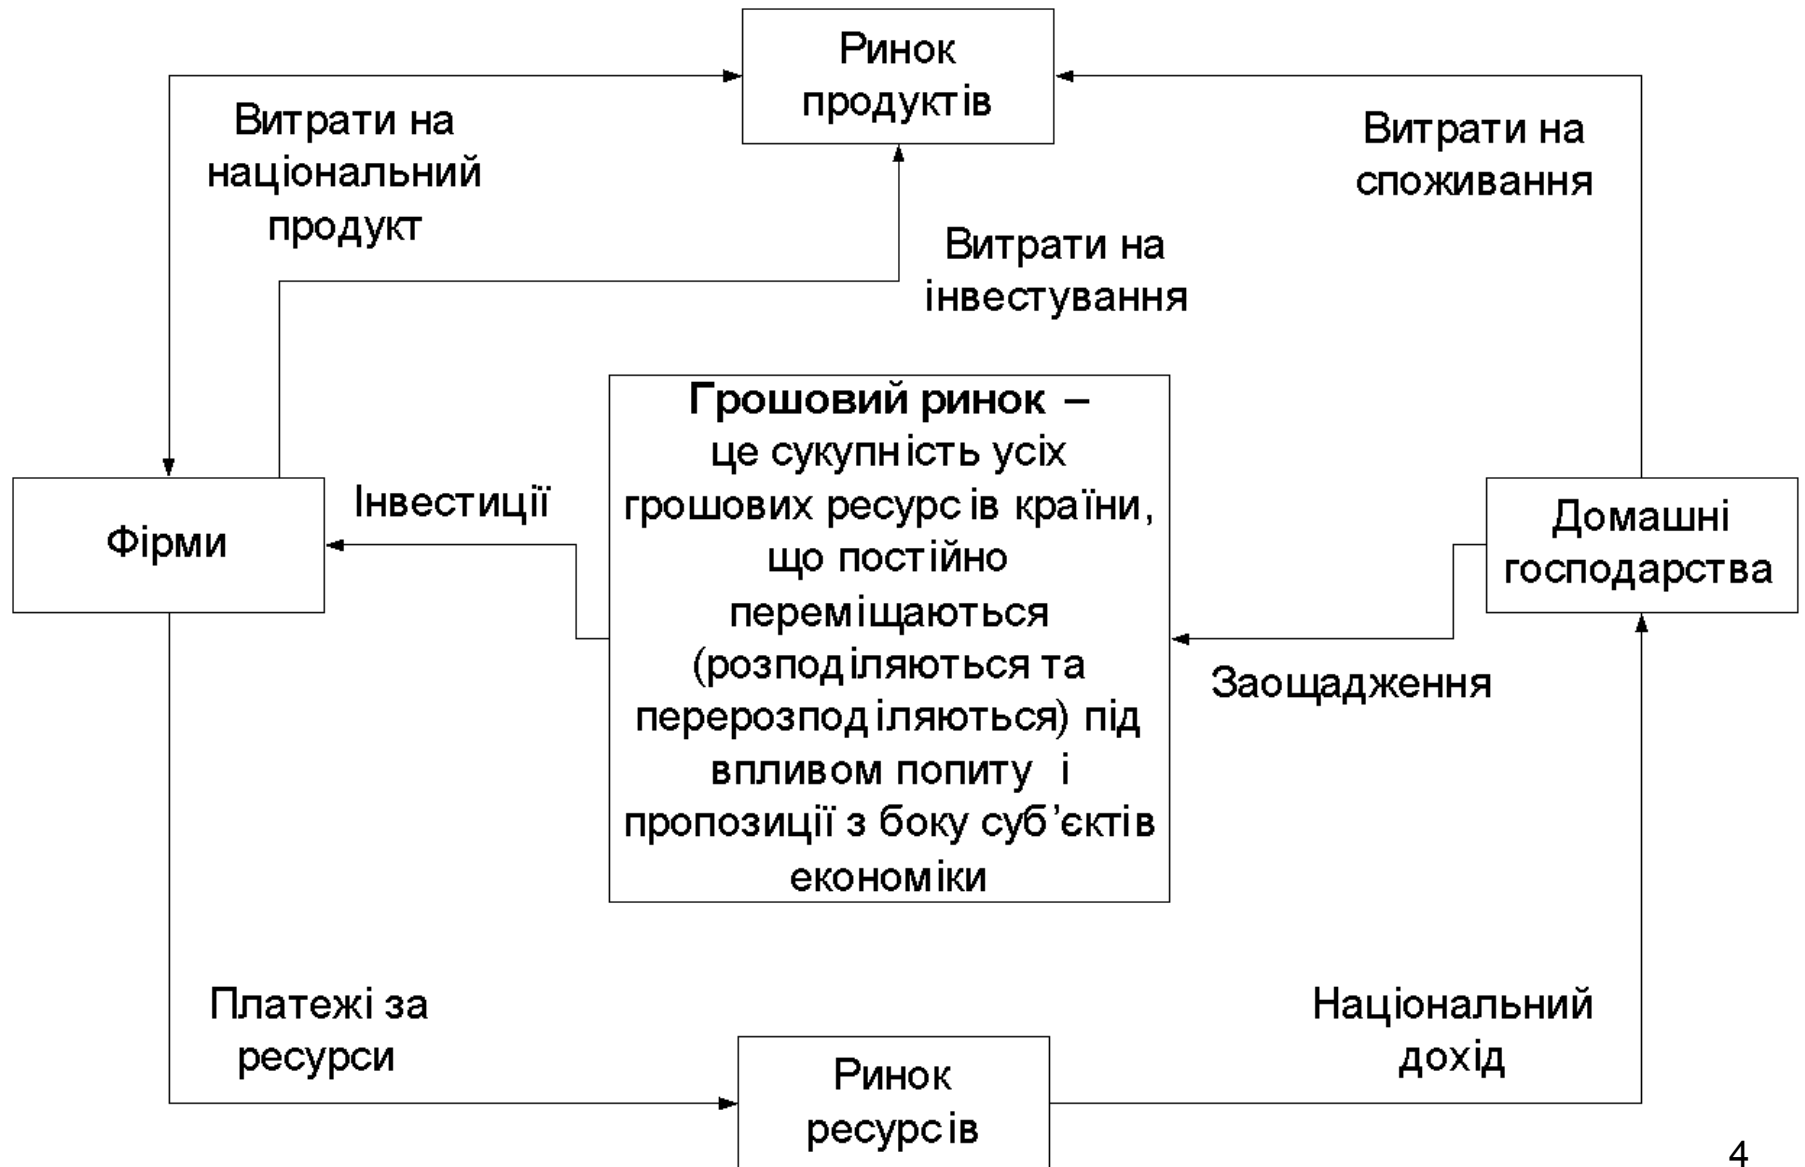 Ринок
продуктів
Витрати на
національний
продукт
Витрати на
споживання
Витрати на
інвестування
Грошовий ринок –
це сукупність усіх
грошових ресурсів країни,
що постійно
переміщаються
(розподіляються та
перерозподіляються) під
впливом попиту і
пропозиції з боку суб’єктів
економіки
Фірми
Інвестиції
Домашні
господарства
Заощадження
Платежі за
ресурси
Національний
дохід
Ринок
ресурсів
4